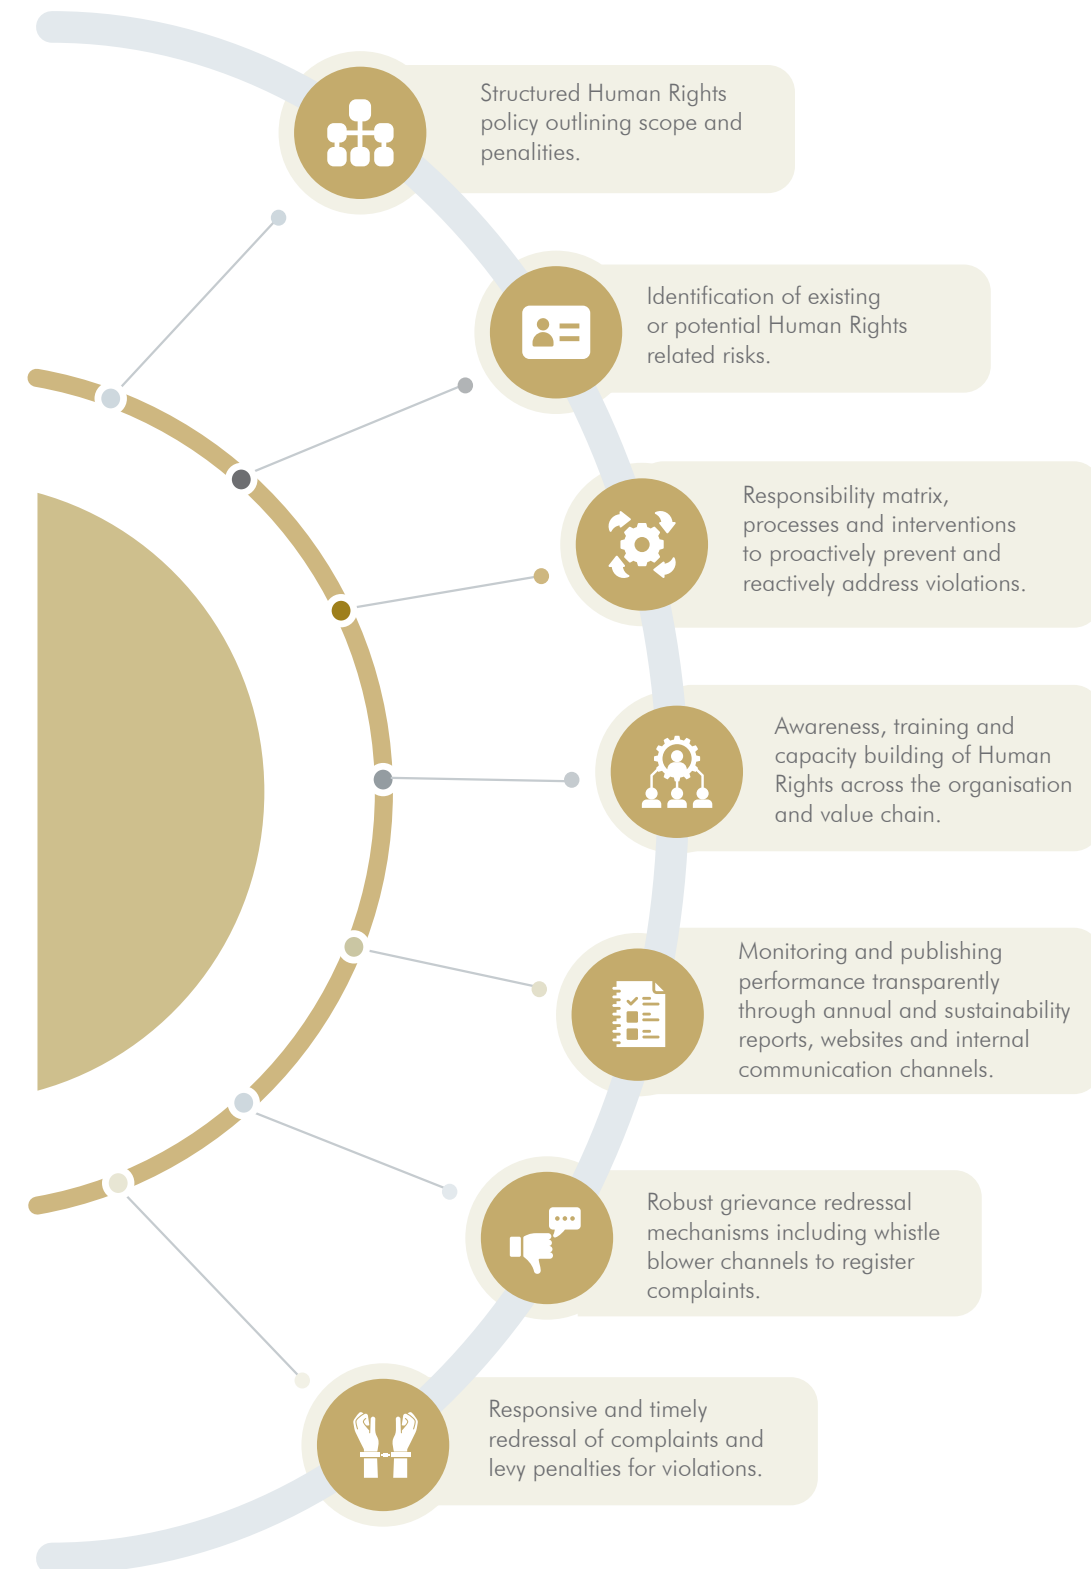 Structured Human Rights
policy outlining scope and
penalities.
Identification of existing
or potential Human Rights
related risks.
Responsibility matrix,
processes and interventions
to proactively prevent and
reactively address violations.
Awareness, training and
capacity building of Human
Rights across the organisation
and value chain.
Monitoring and publishing
performance transparently
through annual and sustainability
reports, websites and internal
communication channels.
Robust grievance redressal
mechanisms including whistle
blower channels to register
complaints.
Responsive and timely
redressal of complaints and
levy penalties for violations.